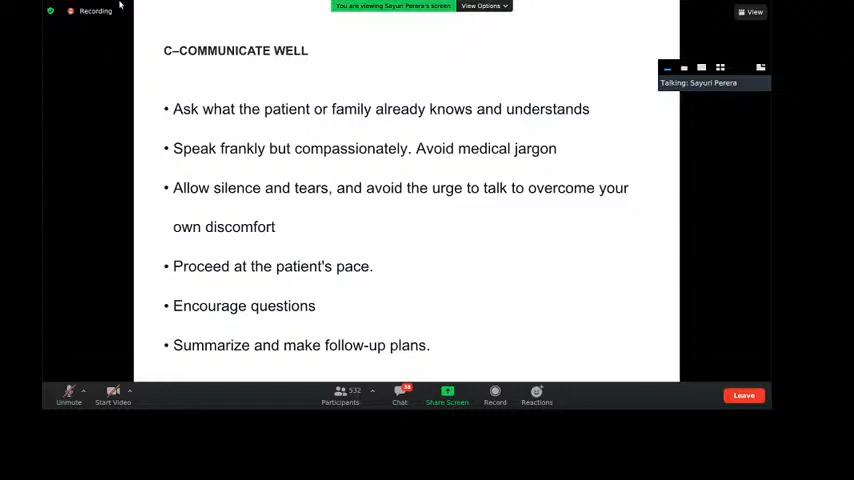 Recording
You are viewing Sayuri Perera's screen
View Options
View
C–COMMUNICATE WELL
Talking: Sayuri Perera
• Ask what the patient or family already knows and understands
• Speak frankly but compassionately. Avoid medical jargon
• Allow silence and tears, and avoid the urge to talk to overcome your
own discomfort
• Proceed at the patient's pace.
• Encourage questions
• Summarize and make follow-up plans.
532
38
Unmute
Start Video
Participants
Chat
Share Screen
Record
Reactions
Leave